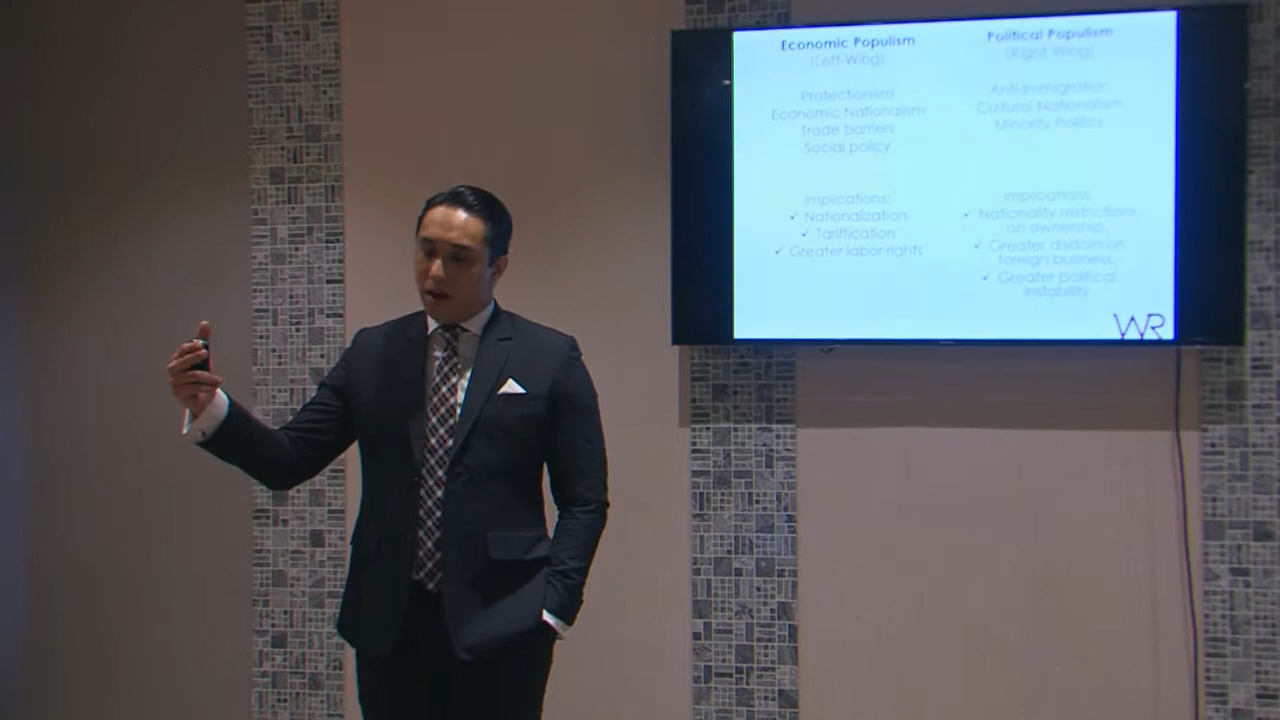 Economic Populism
(Left-Wing)
Protectionism
Economic Nationalism
Trade barriers
Social policy
Implications:
✓ Nationalization
✓ Tariffication
✓ Greater labor rights
Political Populism
(Right-Wing)
Anti-Immigration
Cultural Nationalism
Minority Politics
Implications:
✓ Nationality restrictions
on ownership.
✓ Greater disdain on
foreign business.
✓ Greater political
instability
WR